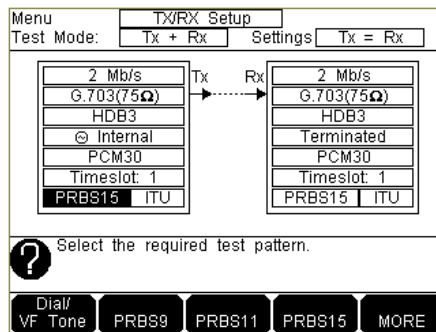 Menu TX/RX Setup
Test Mode: Tx + Rx Settings Tx = Rx
2 Mb/s Tx Rx 2 Mb/s
G.703(75Ω) G.703(75Ω)
HDB3 HDB3
Internal Terminated
PCM30 PCM30
Timeslot: 1 Timeslot: 1
PRBS15 ITU PRBS15 ITU
? Select the required test pattern.
Dial/
VF Tone PRBS9 PRBS11 PRBS15 MORE